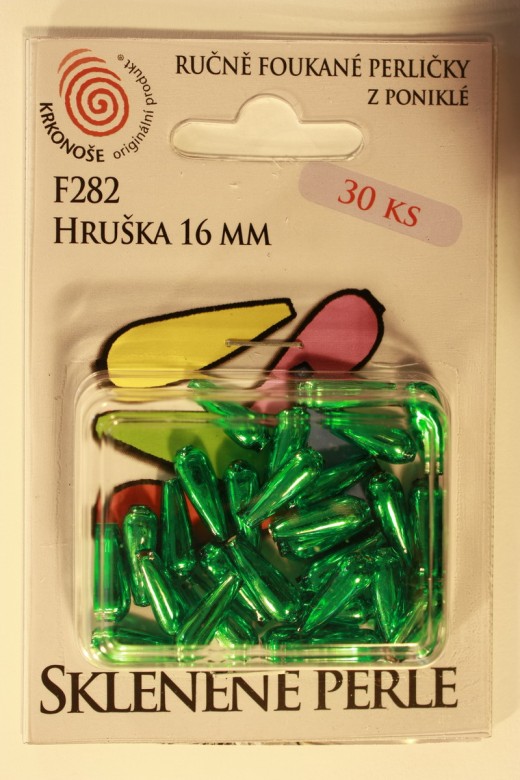 KRKONOŠE originální produkt®
RUČNĚ FOUKANÉ PERLIČKY
Z PONIKLÉ
F282
HRUŠKA 16 MM
30 KS
SKLENĚNÉ PERLE